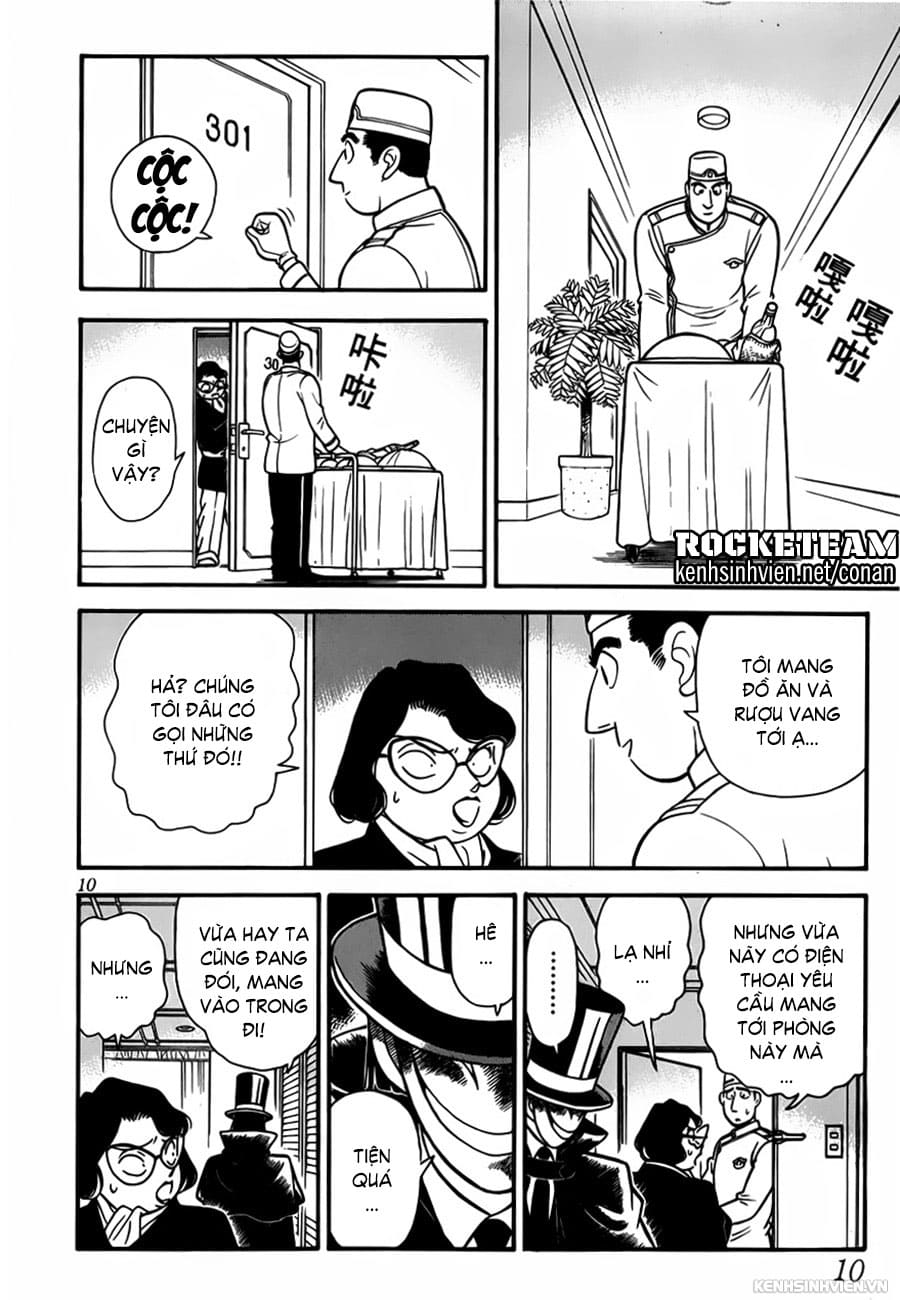 嘎啦
嘎啦
301
CỘC
CỘC!
30
咔啦
CHUYỆN
GÌ
VẬY?
ROCKETEAM
kenhsinhvien.net/conan
TÔI MANG
ĐỒ ĂN VÀ
RƯỢU VANG
TỚI Ạ...
HẢ? CHÚNG
TÔI ĐÂU CÓ
GỌI NHỮNG
THỨ ĐÓ!!
10
NHƯNG VỪA
NÃY CÓ ĐIỆN
THOẠI YÊU
CẦU MANG
TỚI PHÒNG
NÀY MÀ
...
LẠ NHỈ
...
.........
HÊ
...
TIỆN
QUÁ
...
VỪA HAY TA
CŨNG ĐANG
ĐÓI, MANG
VÀO TRONG
ĐI!
NHƯNG
...
10
KENHSINHVIEN.VN